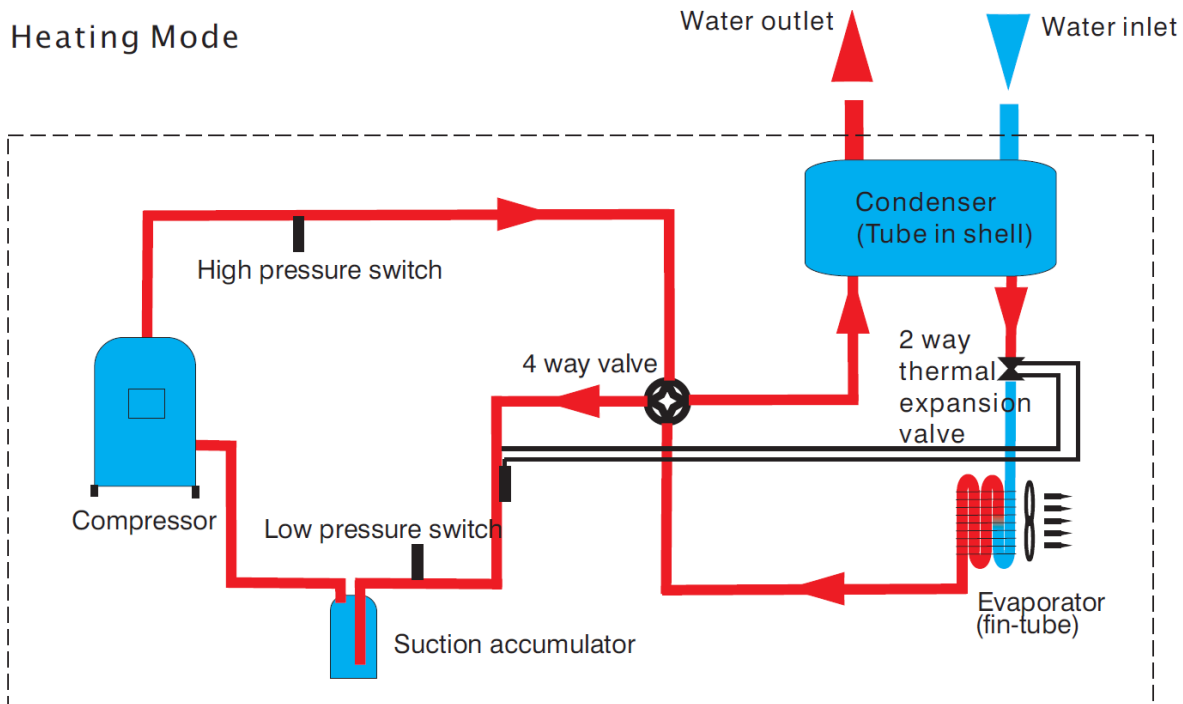 Heating Mode
Water outlet
Water inlet
Condenser
(Tube in shell)
High pressure switch
4 way valve
2 way
thermal
expansion
valve
Compressor
Low pressure switch
Evaporator
(fin-tube)
Suction accumulator